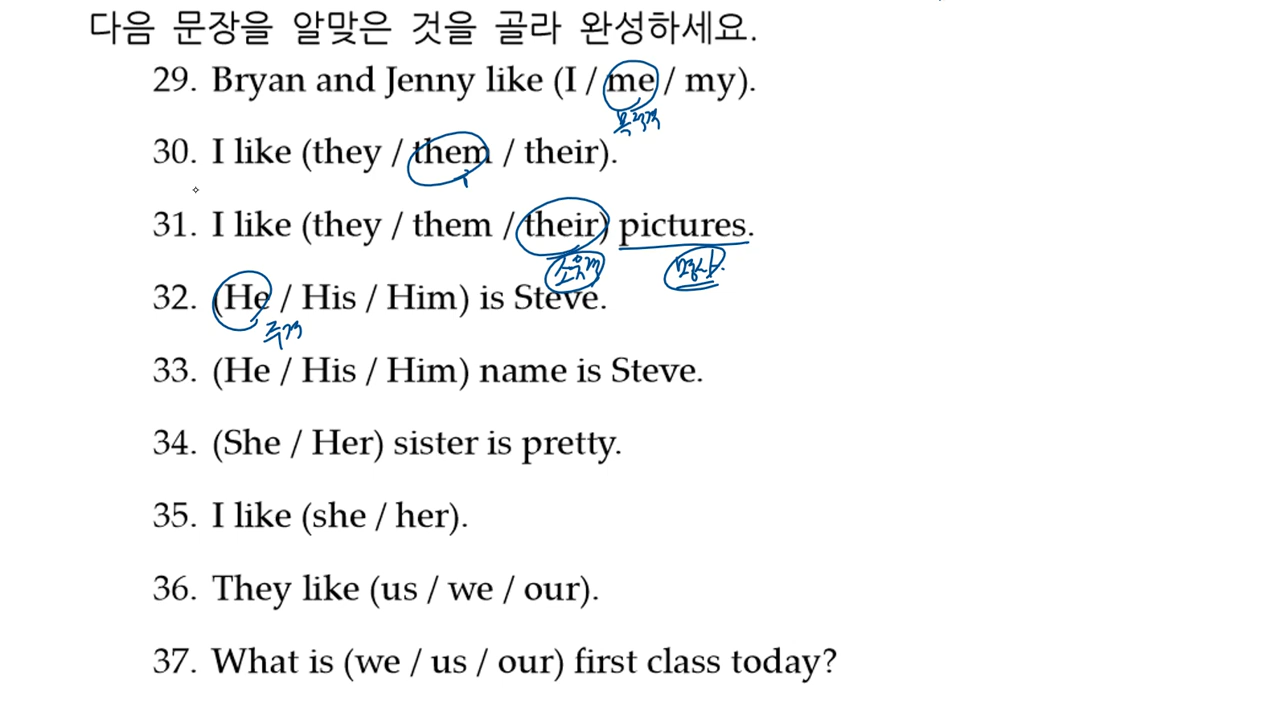 다음 문장을 알맞은 것을 골라 완성하세요.
29. Bryan and Jenny like (I / me / my).
목적격
30. I like (they / them / their).
31. I like (they / them / their) pictures.
소유격 명사
32. (He / His / Him) is Steve.
주격
33. (He / His / Him) name is Steve.
34. (She / Her) sister is pretty.
35. I like (she / her).
36. They like (us / we / our).
37. What is (we / us / our) first class today?